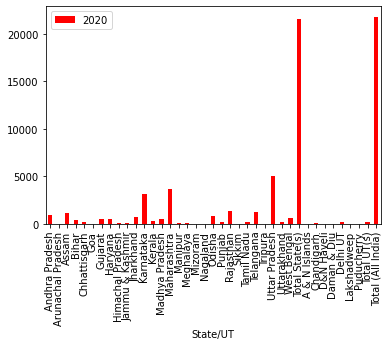 2020
20000
15000
10000
5000
0
Andhra Pradesh
Arunachal Pradesh
Assam
Bihar
Chhattisgarh
Goa
Gujarat
Haryana
Himachal Pradesh
Jammu & Kashmir
Jharkhand
Karnataka
Kerala
Madhya Pradesh
Maharashtra
Manipur
Meghalaya
Mizoram
Nagaland
Odisha
Punjab
Rajasthan
Sikkim
Tamil Nadu
Telangana
Tripura
Uttar Pradesh
Uttarakhand
West Bengal
Total State(s)
A & N Islands
Chandigarh
D&N Haveli
Daman & Diu
Delhi UT
Lakshadweep
Puducherry
Total UT(s)
Total (All India)
State/UT